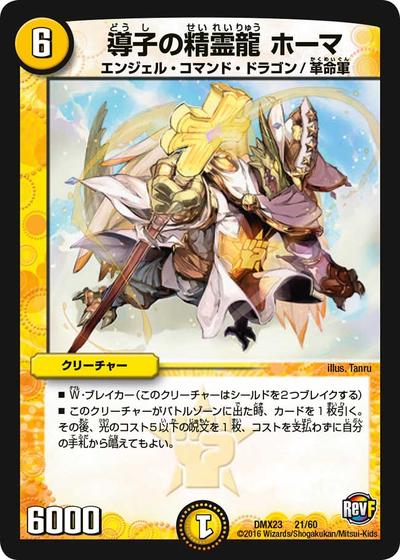 6
どうし せいれいりゅう
導子の精霊龍 ホーマ
かくめいぐん
エンジェル・コマンド・ドラゴン/革命軍
クリーチャー
illus. Tanru
■W・ブレイカー(このクリーチャーはシールドを2つブレイクする)
■このクリーチャーがバトルゾーンに出た時、カードを1枚引く。
その後、光のコスト5以下の呪文を1枚、コストを支払わずに自分
の手札から唱えてもよい。
6000
1
DMX23 21/60
©2016 Wizards/Shogakukan/Mitsui-Kids
RevF